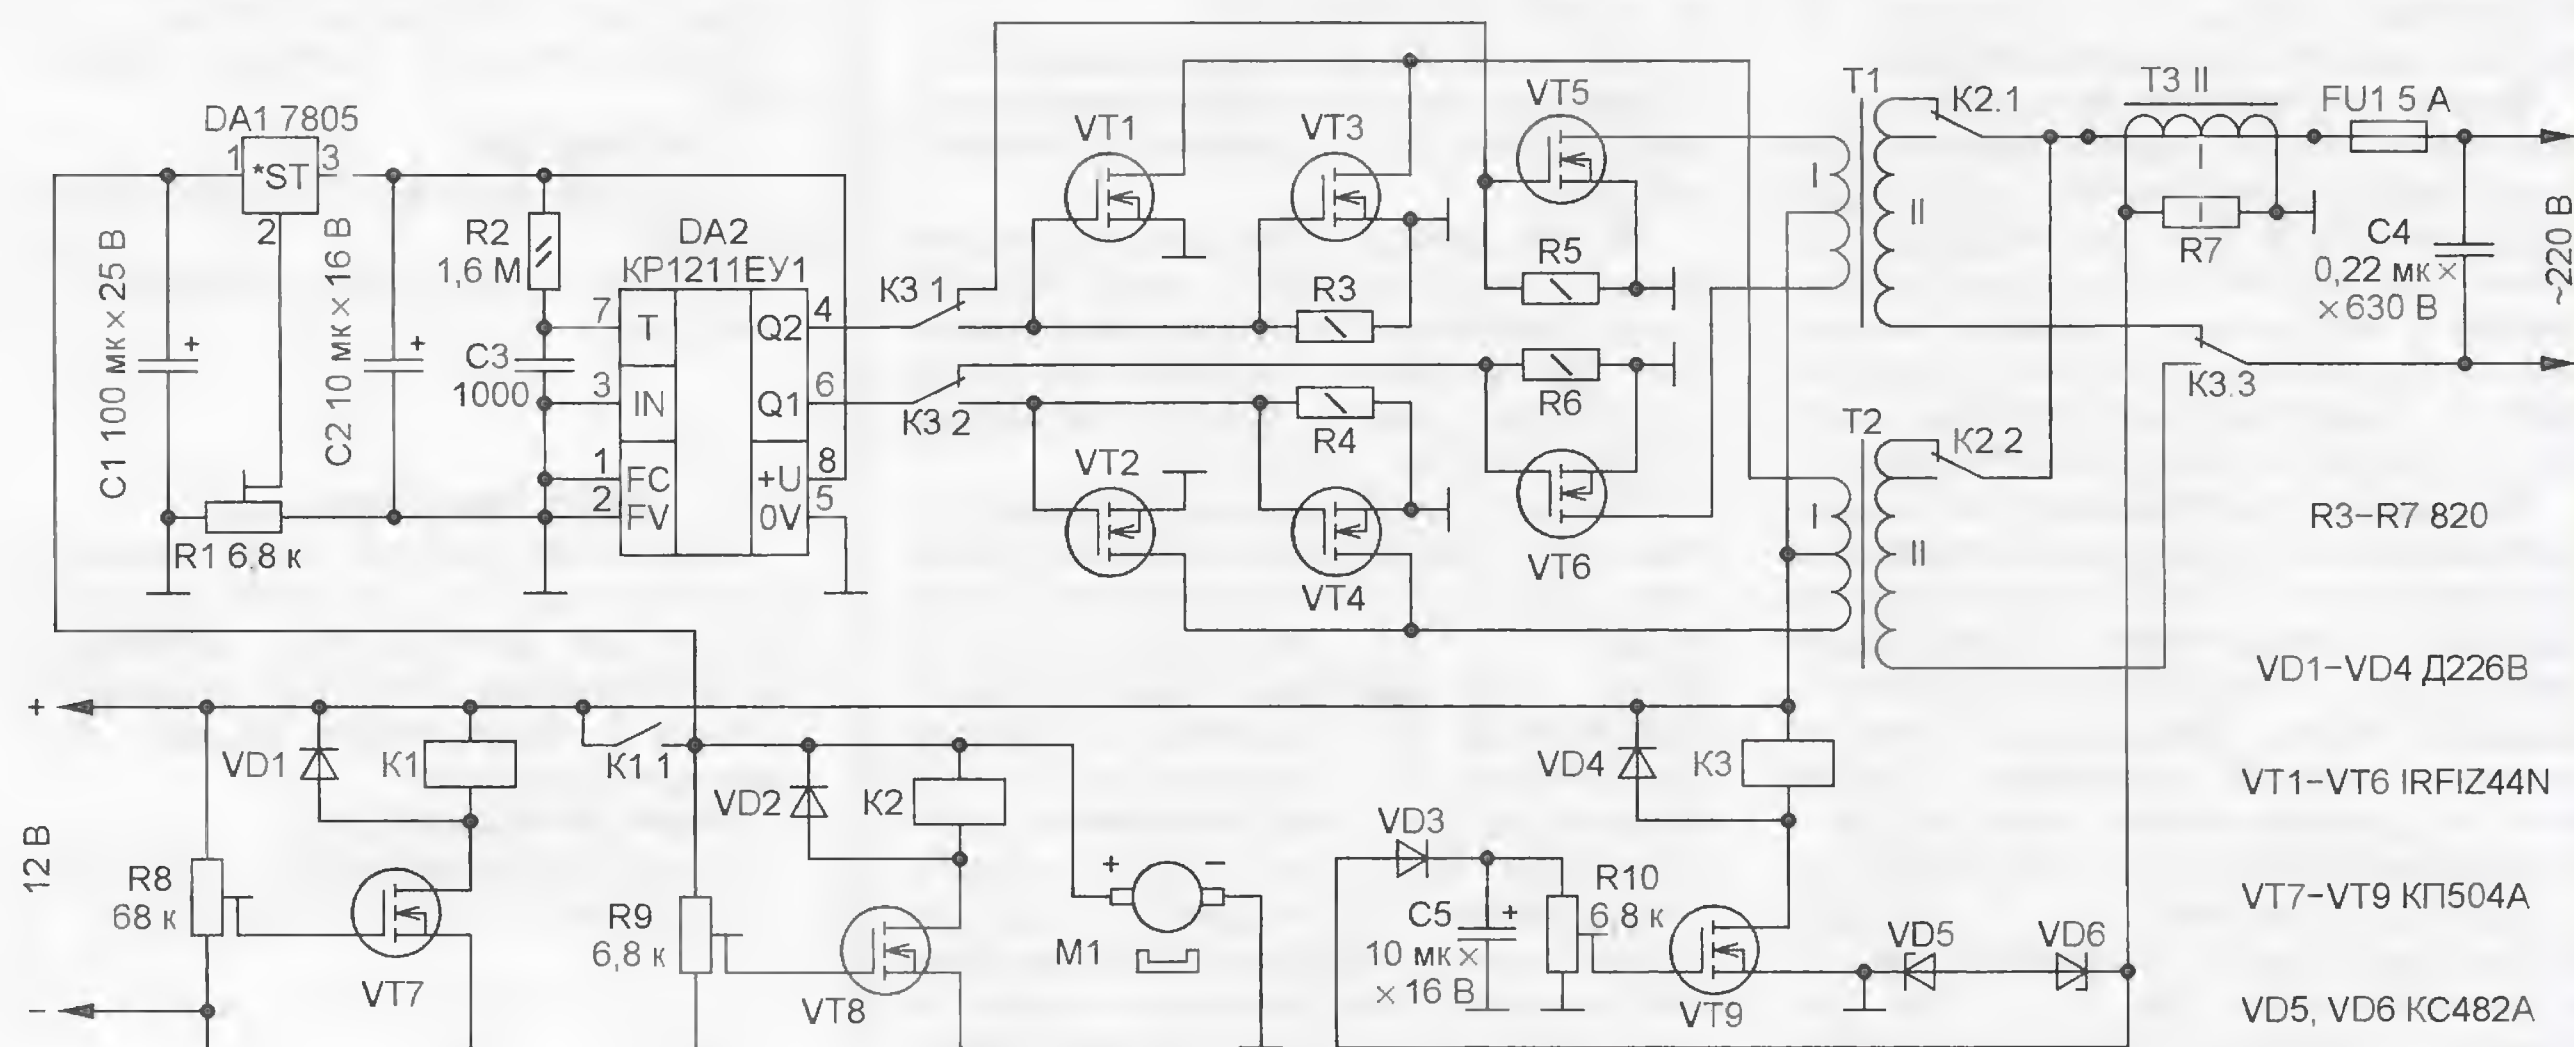 DA1 7805
1
*ST
3
2
C1 100 мк × 25 В
+
R1 6,8 к
C2 10 мк × 16 В
+
R2
1,6 М
C3
1000
DA2
КР1211ЕУ1
7
T
Q2
4
3
IN
Q1
6
1
FC
+U
8
2
FV
0V
5
К3 1
К3 2
VT1
VT3
VT5
R3
R5
R4
R6
VT2
VT4
VT6
T1
I
II
К2.1
T3 II
I
FU1 5 А
R7
C4
0,22 мк ×
× 630 В
~220 В
К3.3
T2
I
II
К2 2
R3–R7 820
VD1–VD4 Д226В
VT1–VT6 IRFIZ44N
VT7–VT9 КП504А
VD5, VD6 КС482А
+
12 В
–
VD1
К1
К1 1
R8
68 к
VT7
VD2
К2
R9
6,8 к
VT8
+
–
M1
VD4
К3
VD3
C5
+
10 мк ×
× 16 В
R10
6,8 к
VT9
VD5
VD6